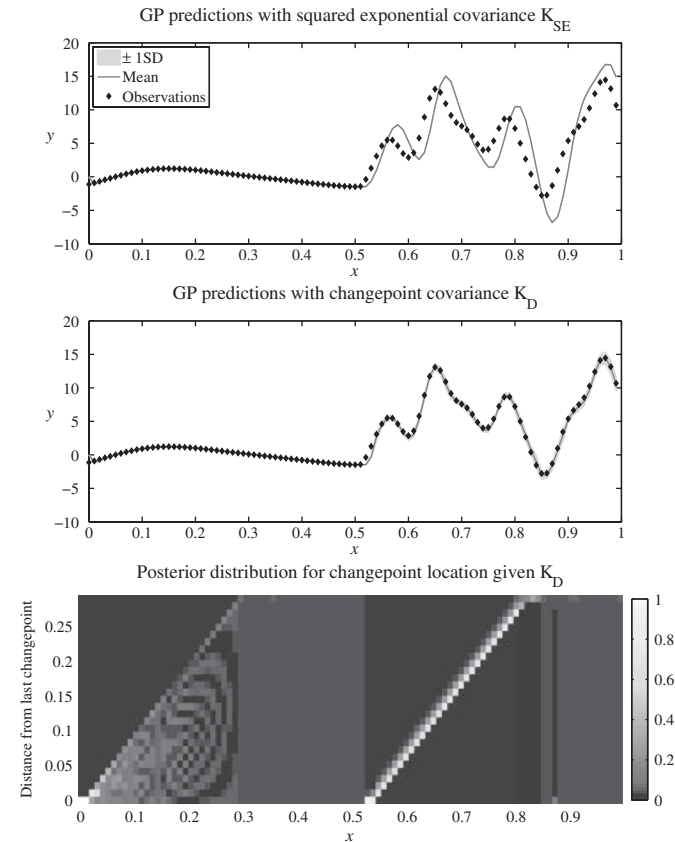 GP predictions with squared exponential covariance K_SE
20
15
10
5
0
−5
−10
y
± 1SD
Mean
Observations
0 0.1 0.2 0.3 0.4 0.5 0.6 0.7 0.8 0.9 1
x
GP predictions with changepoint covariance K_D
20
15
10
5
0
−5
−10
y
0 0.1 0.2 0.3 0.4 0.5 0.6 0.7 0.8 0.9 1
x
Posterior distribution for changepoint location given K_D
Distance from last changepoint
0.25
0.2
0.15
0.1
0.05
0
0 0.1 0.2 0.3 0.4 0.5 0.6 0.7 0.8 0.9
x
1
0.8
0.6
0.4
0.2
0